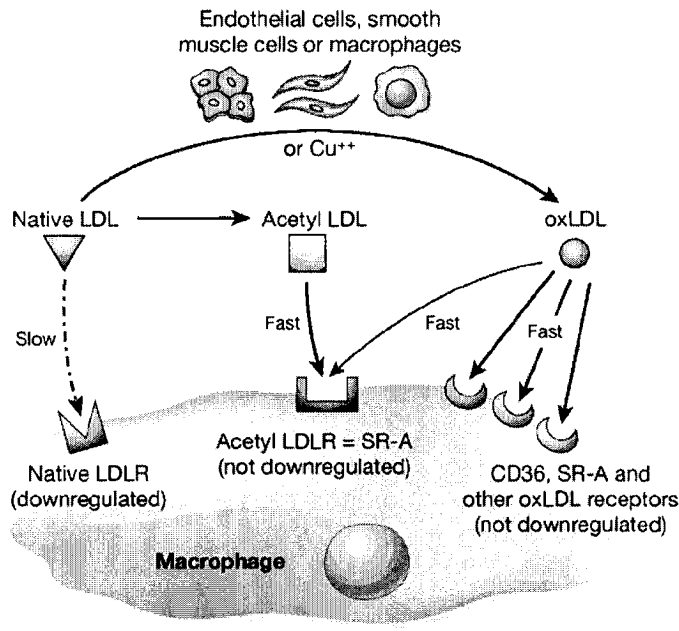 Endothelial cells, smooth
muscle cells or macrophages
or Cu⁺⁺
Native LDL
Acetyl LDL
oxLDL
Slow
Fast
Fast
Fast
Native LDLR
(downregulated)
Acetyl LDLR = SR-A
(not downregulated)
CD36, SR-A and
other oxLDL receptors
(not downregulated)
Macrophage